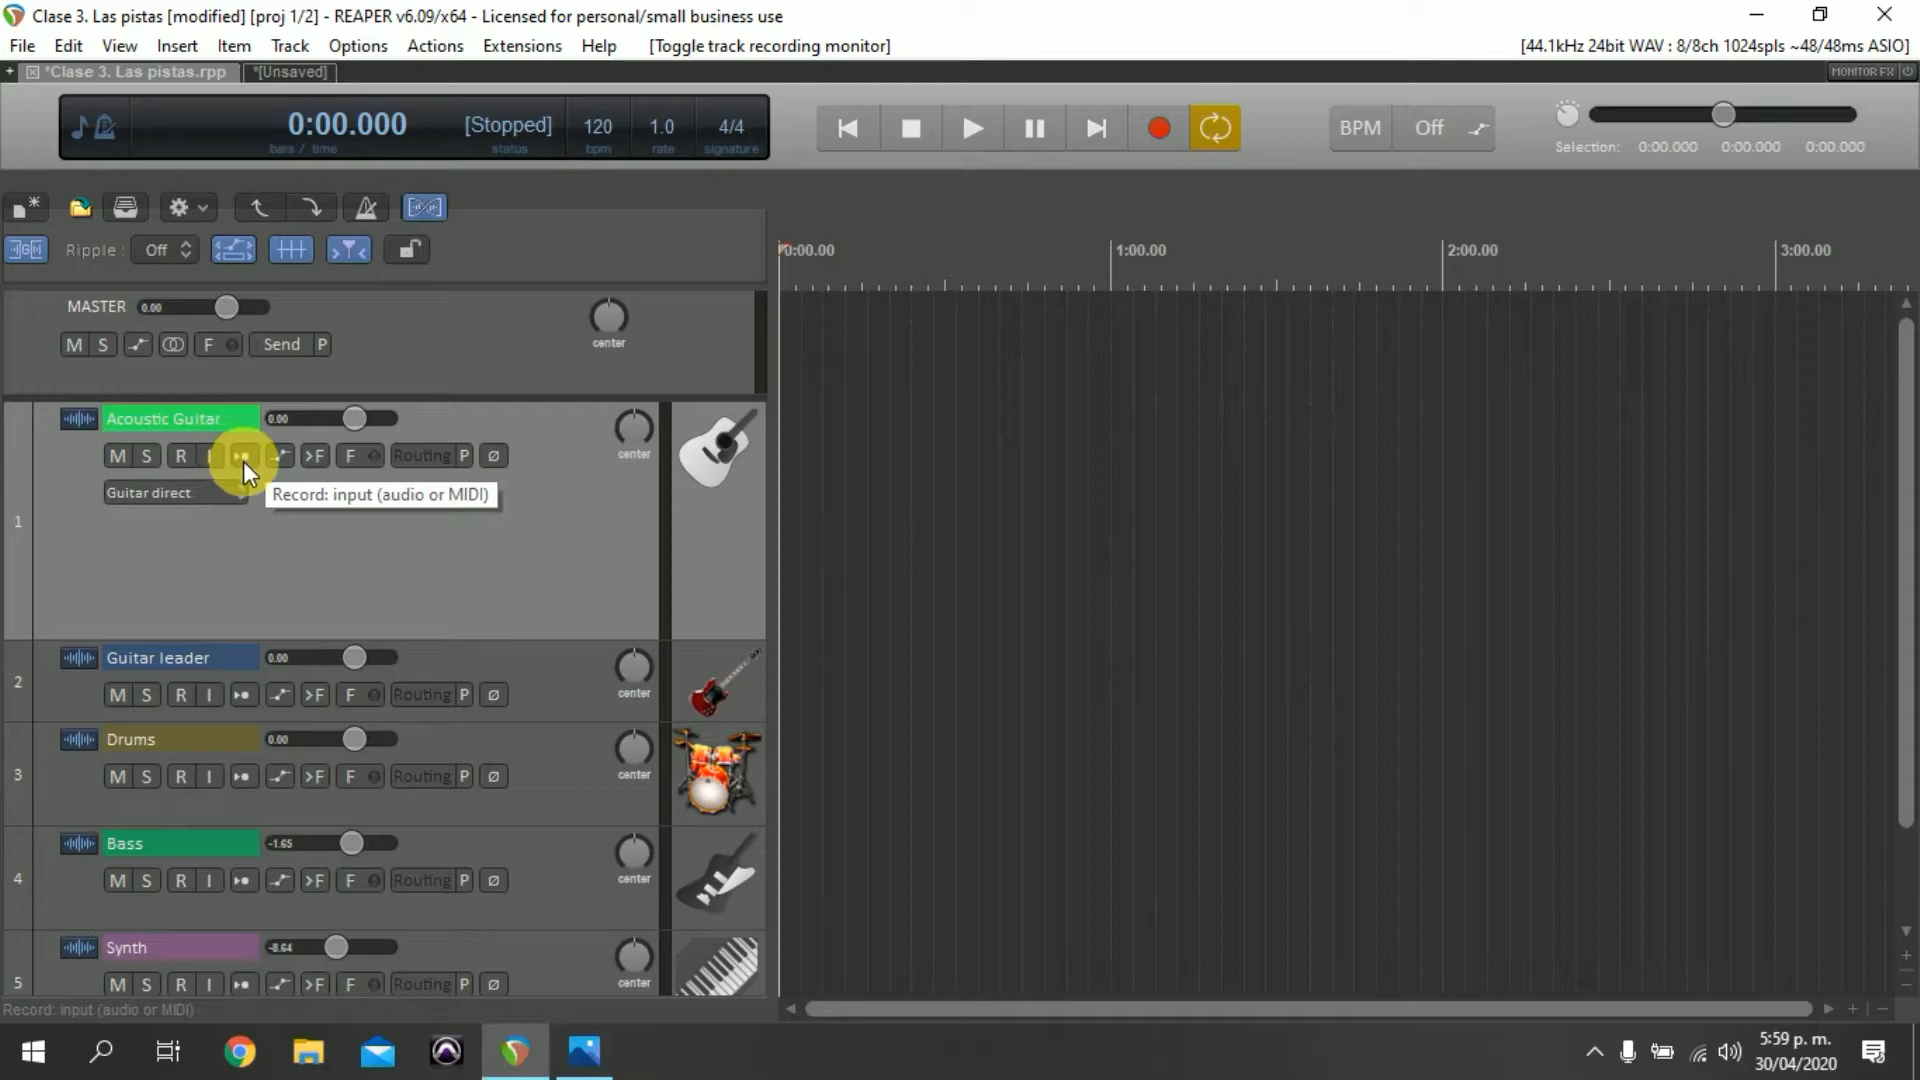 Clase 3. Las pistas [modified] [proj 1/2] - REAPER v6.09/x64 - Licensed for personal/small business use
File Edit View Insert Item Track Options Actions Extensions Help [Toggle track recording monitor] [44.1kHz 24bit WAV : 8/8ch 1024spls ~48/48ms ASIO]
+ *Clase 3. Las pistas.rpp *[Unsaved] MONITOR FX
0:00.000 [Stopped] 120 1.0 4/4
bars / time status bpm rate signature
BPM Off
Selection: 0:00.000 0:00.000 0:00.000
Ripple : Off
0:00.00 1:00.00 2:00.00 3:00.00
MASTER 0.00
center
M S F Send P
Acoustic Guitar 0.00
center
M S R I >F F Routing P Ø
Guitar direct
Record: input (audio or MIDI)
1
Guitar leader 0.00
2
center
M S R I >F F Routing P Ø
Drums 0.00
3
center
M S R I >F F Routing P Ø
Bass -1.65
4
center
M S R I >F F Routing P Ø
Synth -8.64
5
center
M S R I >F F Routing P Ø
Record: input (audio or MIDI)
5:59 p. m.
30/04/2020